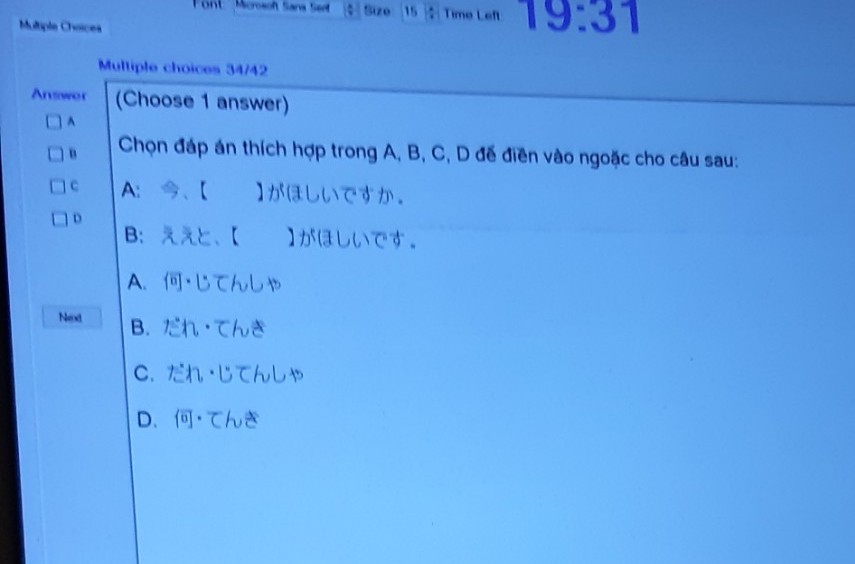 Font Microsoft Sans Serif Size 15 Time Left 19:31
Multiple Choices
Multiple choices 34/42
Answer
A
B
C
D
Next
(Choose 1 answer)
Chọn đáp án thích hợp trong A, B, C, D để điền vào ngoặc cho câu sau:
A: 今、【 】がほしいですか。
B: ええと、【 】がほしいです。
A. 何・じてんしゃ
B. だれ・てんき
C. だれ・じてんしゃ
D. 何・てんき